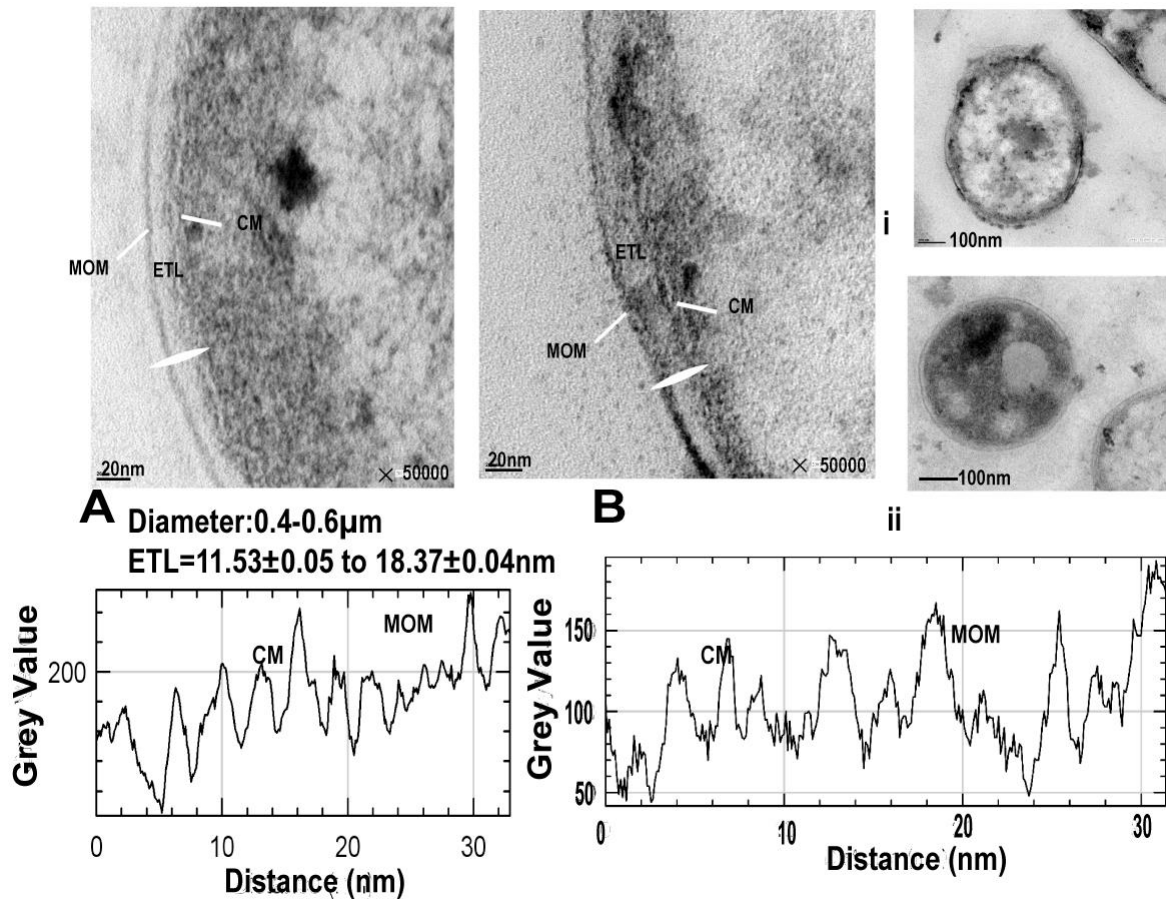 MOM
ETL
CM
20nm
× 50000
MOM
ETL
CM
20nm
× 50000
i
100nm
100nm
ii
A
B
Diameter:0.4-0.6µm
ETL=11.53±0.05 to 18.37±0.04nm
Grey Value
200
CM
MOM
0
10
20
30
Distance (nm)
Grey Value
150
100
50
CM
MOM
0
10
20
30
Distance (nm)